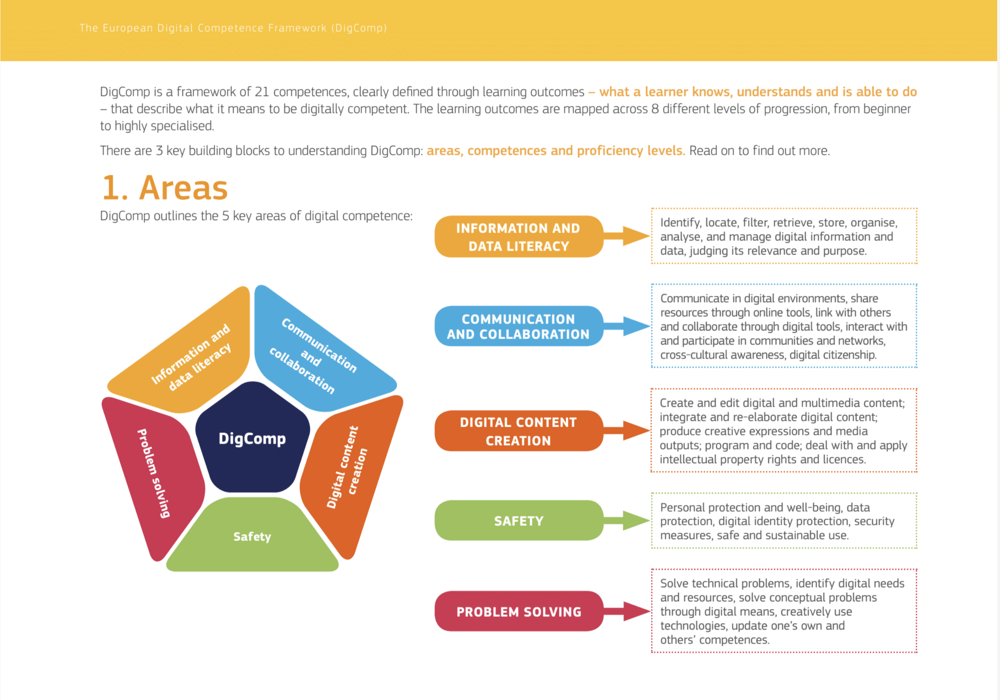 The European Digital Competence Framework (DigComp)
DigComp is a framework of 21 competences, clearly defined through learning outcomes – what a learner knows, understands and is able to do
– that describe what it means to be digitally competent. The learning outcomes are mapped across 8 different levels of progression, from beginner
to highly specialised.
There are 3 key building blocks to understanding DigComp: areas, competences and proficiency levels. Read on to find out more.
1. Areas
DigComp outlines the 5 key areas of digital competence:
Information and
data literacy
Communication
and
collaboration
Digital content
creation
Safety
Problem solving
DigComp
INFORMATION AND
DATA LITERACY
Identify, locate, filter, retrieve, store, organise,
analyse, and manage digital information and
data, judging its relevance and purpose.
COMMUNICATION
AND COLLABORATION
Communicate in digital environments, share
resources through online tools, link with others
and collaborate through digital tools, interact with
and participate in communities and networks,
cross-cultural awareness, digital citizenship.
DIGITAL CONTENT
CREATION
Create and edit digital and multimedia content;
integrate and re-elaborate digital content;
produce creative expressions and media
outputs; program and code; deal with and apply
intellectual property rights and licences.
SAFETY
Personal protection and well-being, data
protection, digital identity protection, security
measures, safe and sustainable use.
PROBLEM SOLVING
Solve technical problems, identify digital needs
and resources, solve conceptual problems
through digital means, creatively use
technologies, update one’s own and
others’ competences.